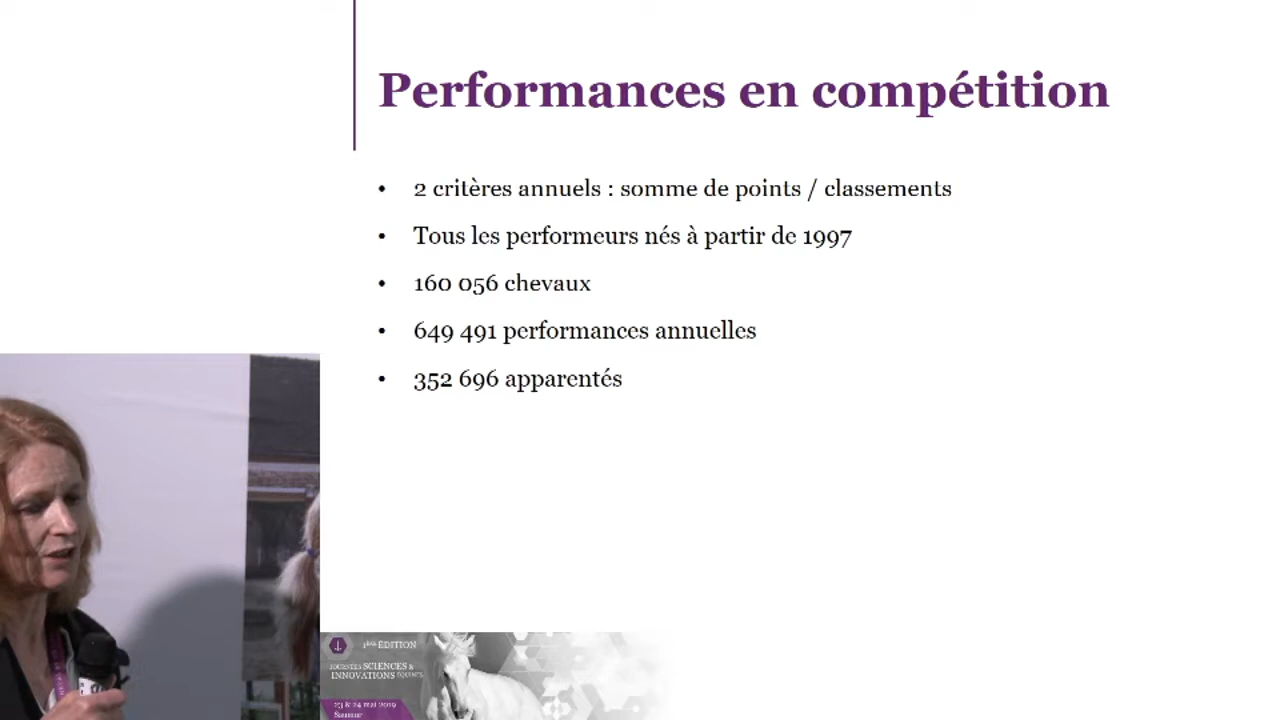 Performances en compétition
• 2 critères annuels : somme de points / classements
• Tous les performeurs nés à partir de 1997
• 160 056 chevaux
• 649 491 performances annuelles
• 352 696 apparentés
1ère ÉDITION
JOURNÉES SCIENCES &
INNOVATIONS ÉQUINES
23 & 24 mai 2019
Saumur